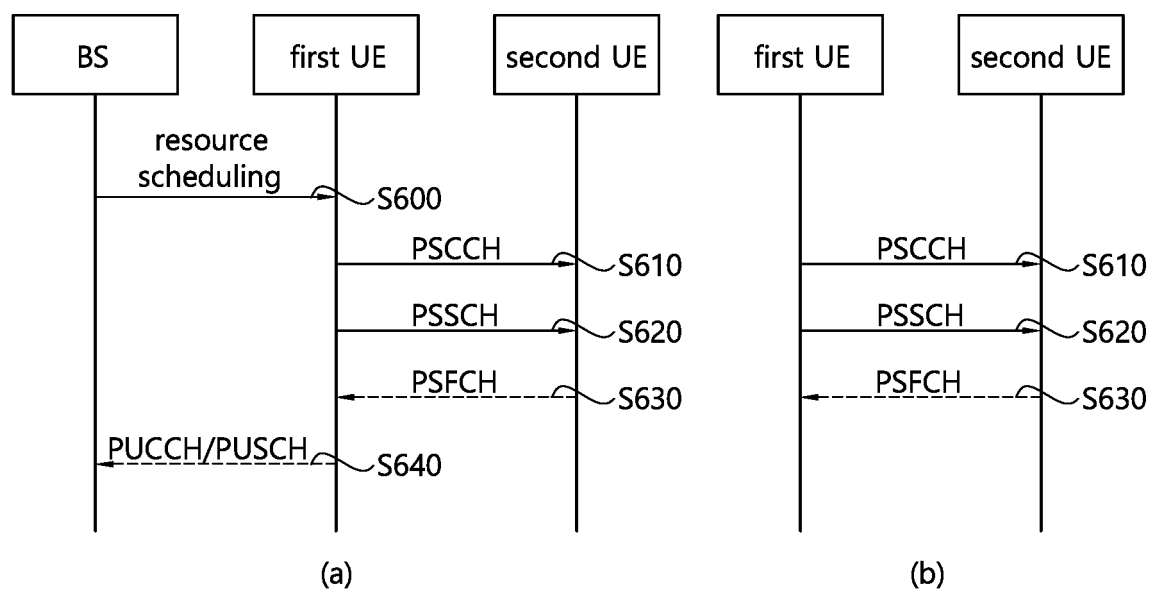 BS
first UE
second UE
first UE
second UE
resource
scheduling
S600
PSCCH
S610
PSCCH
S610
PSSCH
S620
PSSCH
S620
PSFCH
S630
PSFCH
S630
PUCCH/PUSCH
S640
(a)
(b)